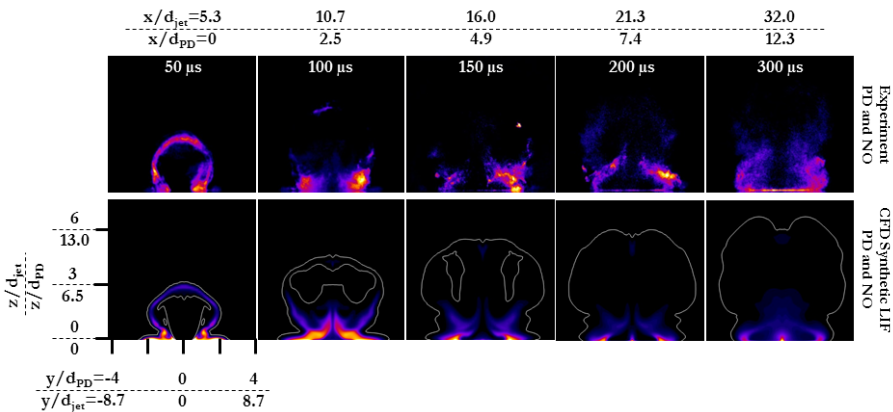 x/d_jet=5.3 10.7 16.0 21.3 32.0
x/d_PD=0 2.5 4.9 7.4 12.3
50 µs 100 µs 150 µs 200 µs 300 µs
Experiment
PD and NO
CFD Synthetic LIF
PD and NO
z/d_jet
z/d_PD
6
13.0
3
6.5
0
0
y/d_PD=-4 0 4
y/d_jet=-8.7 0 8.7